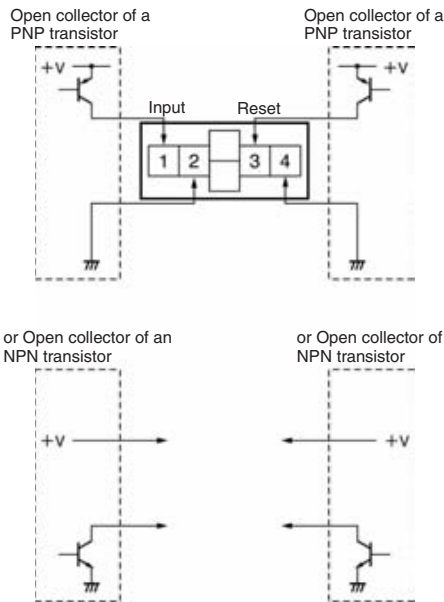 Open collector of a
PNP transistor
Open collector of a
PNP transistor
+V
+V
Input
Reset
1 2 3 4
or Open collector of an
NPN transistor
or Open collector of
NPN transistor
+V
+V